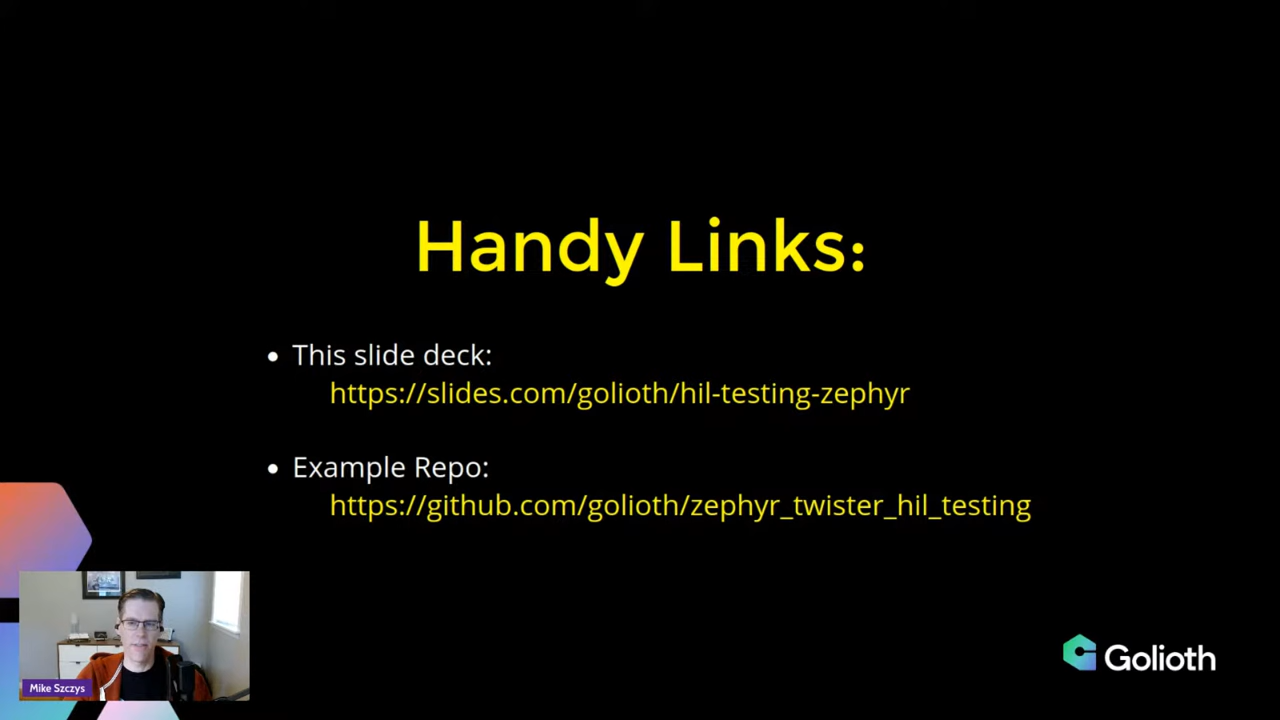 Handy Links:
This slide deck:
https://slides.com/golioth/hil-testing-zephyr
Example Repo:
https://github.com/golioth/zephyr_twister_hil_testing
Mike Szczys
Golioth